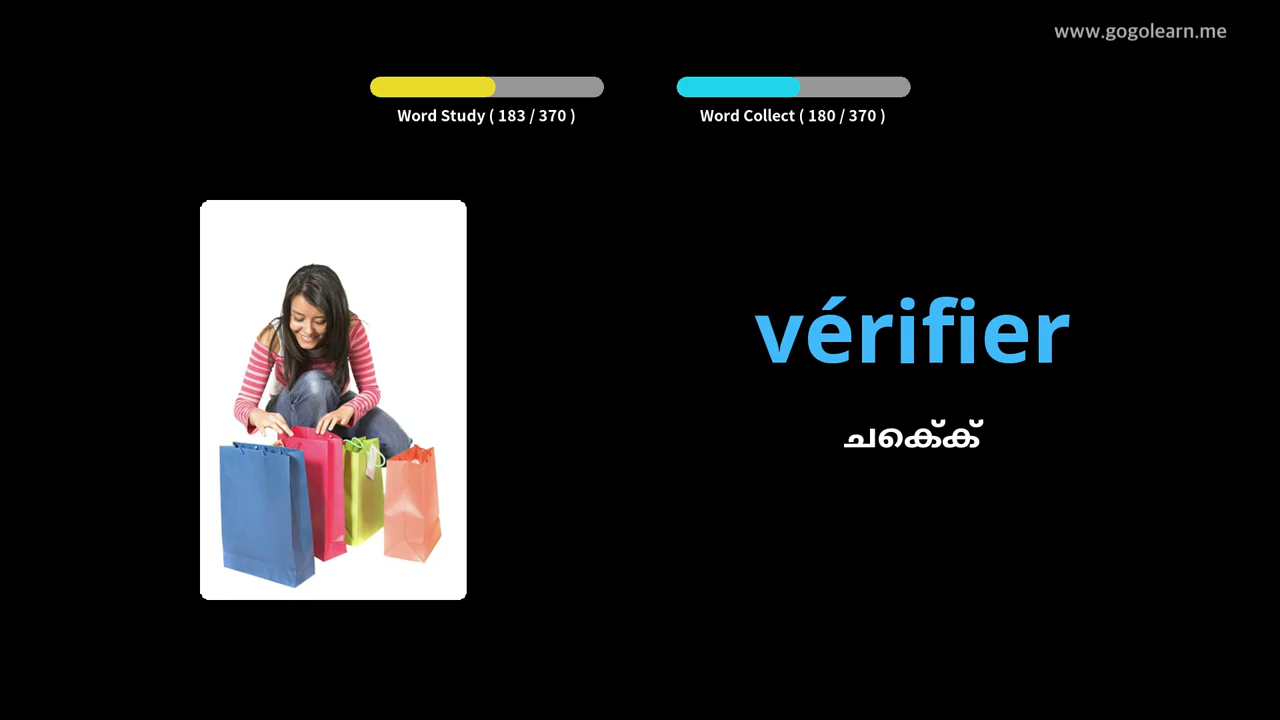 www.gogolearn.me
Word Study ( 183 / 370 )
Word Collect ( 180 / 370 )
vérifier
ചകെ്ക്